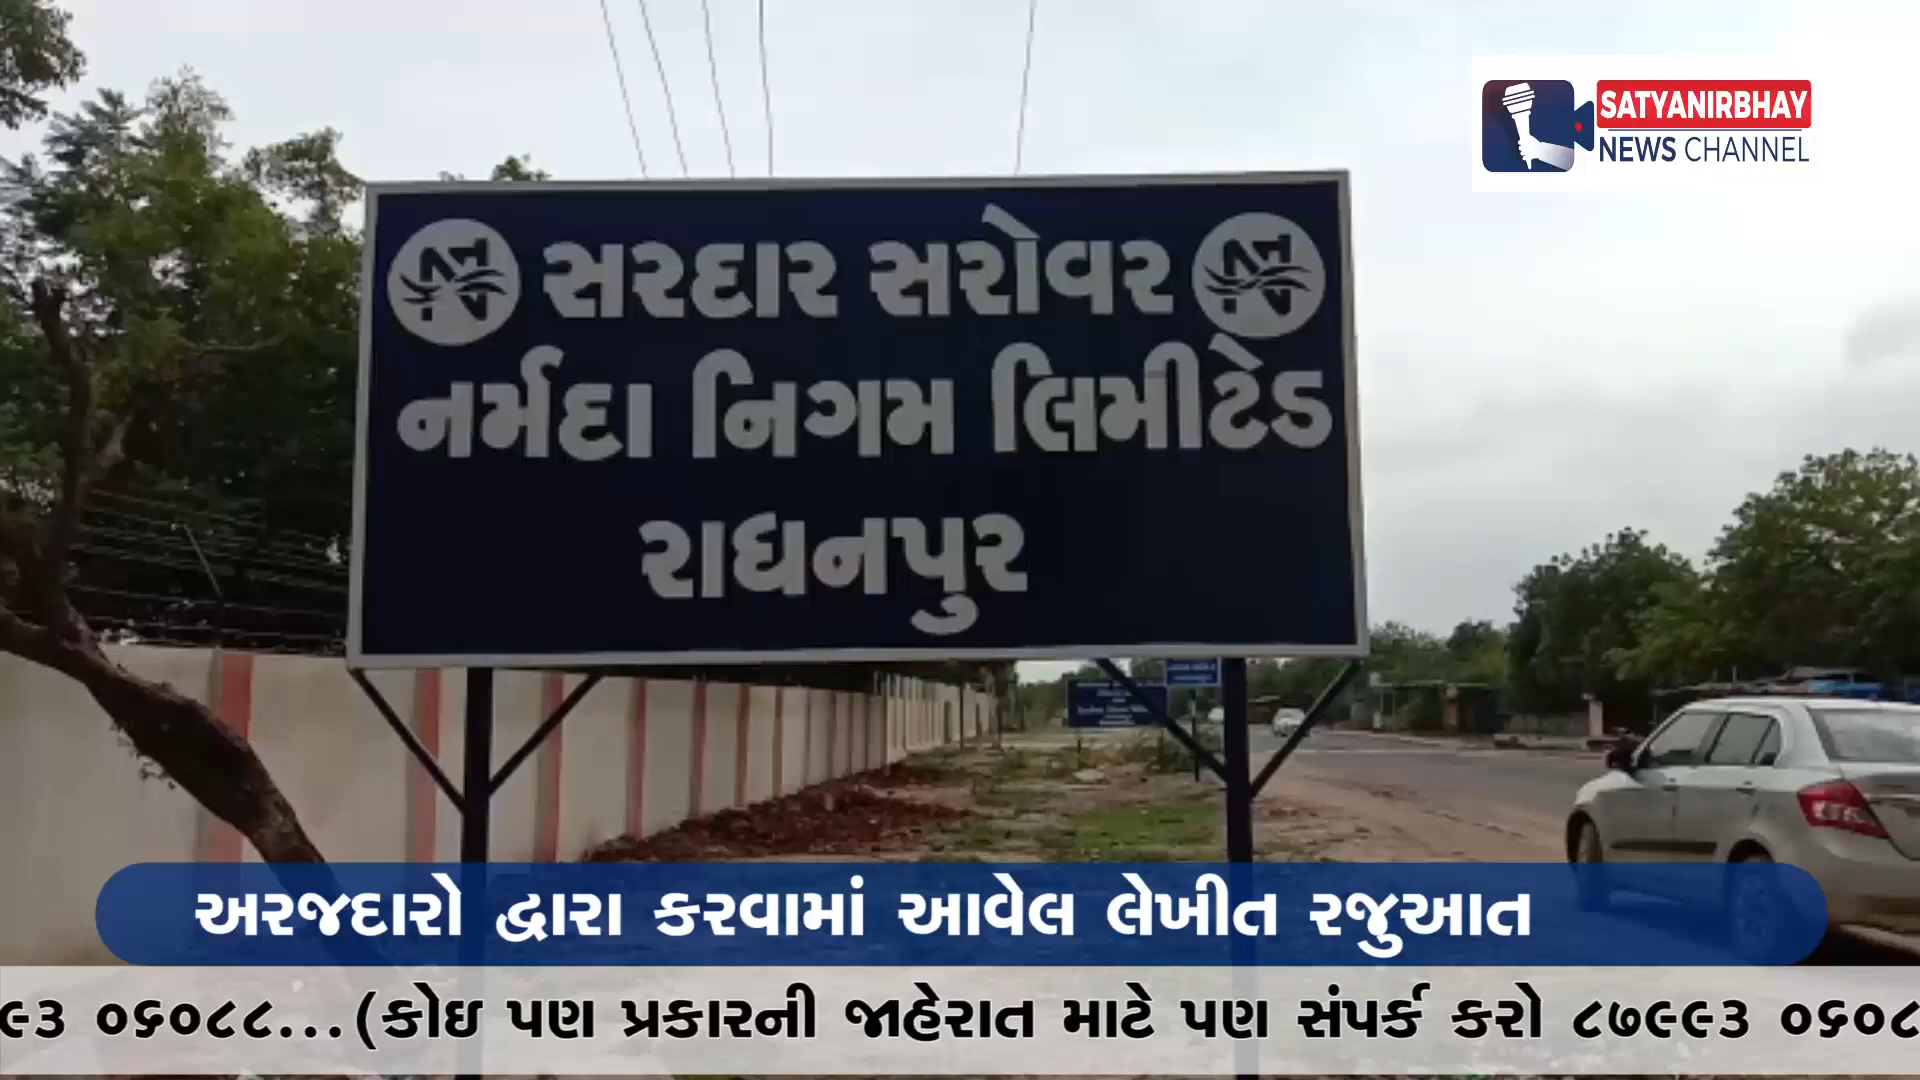 SATYANIRBHAY
NEWS CHANNEL
સરદાર સરોવર
નર્મદા નિગમ લિમીટેડ
રાધનપુર
અરજદારો દ્વારા કરવામાં આવેલ લેખીત રજુઆત
૯૩ ૦૬૦૮૮...(કોઇ પણ પ્રકારની જાહેરાત માટે પણ સંપર્ક કરો ૮૭૯૯૩ ૦૬૦૮